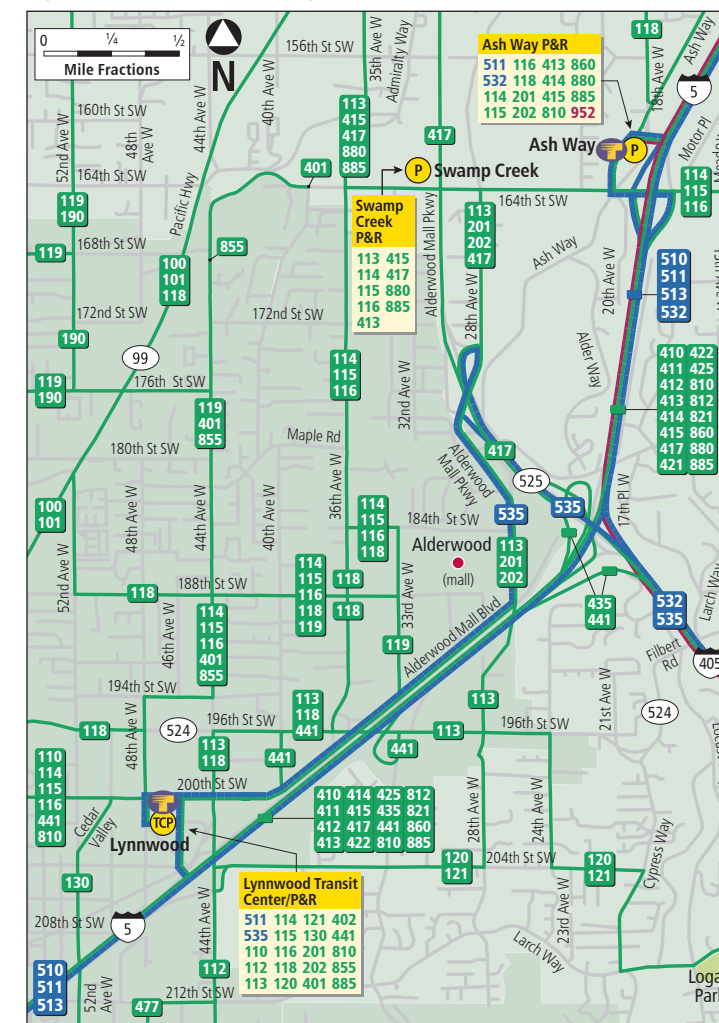 0 ¼ ½
Mile Fractions
N
156th St SW
35th Ave W
Admiralty Way
40th Ave W
44th Ave W
Pacific Hwy
160th St SW
48th
Ave W
52nd Ave W
164th St SW
119
190
168th St SW
119
100
101
118
855
401
172nd St SW
172nd St SW
190
99
119
190
176th St SW
113
415
417
880
885
417
Ash Way P&R
511 116 413 860
532 118 414 880
114 201 415 885
115 202 810 952
118
18th Ave W
Ash Way
5
Motor Pl
Ash Way
P
P
Swamp Creek
Swamp
Creek
P&R
113 415
114 417
115 880
116 885
413
164th St SW
114
115
116
113
201
202
417
Alderwood Mall Pkwy
28th Ave W
Ash Way
20th Ave W
510
511
513
532
Alder Way
32nd Ave W
114
115
116
410 422
411 425
412 810
413 812
414 821
415 860
417 880
421 885
119
401
855
Maple Rd
180th St SW
36th Ave W
Alderwood
Mall Pkwy
417
525
17th Pl W
100
101
48th Ave W
44th Ave W
40th Ave W
114
115
116
118
184th St SW
535
535
Alderwood
(mall)
113
201
202
52nd Ave W
118
188th St SW
114
115
116
118
119
118
118
33rd Ave W
119
Alderwood Mall Blvd
435
441
532
535
Larch Way
Filbert
Rd
405
46th Ave W
114
115
116
401
855
194th St SW
21st Ave W
524
113
118
524
196th St SW
113
118
441
113
113
196th St SW
48th Ave W
441
441
110
114
115
116
441
810
200th St SW
TCP
Lynnwood
Cedar
Valley
410 414 425 812
411 415 435 821
412 417 441 860
413 422 810 885
28th Ave W
24th Ave W
Cypress Way
120
121
204th St SW
120
121
130
Lynnwood Transit
Center/P&R
511 114 121 402
535 115 130 441
110 116 201 810
112 118 202 855
113 120 401 885
23rd Ave W
208th St SW
5
44th Ave W
Larch Way
510
511
513
52nd
Ave W
112
212th St SW
477